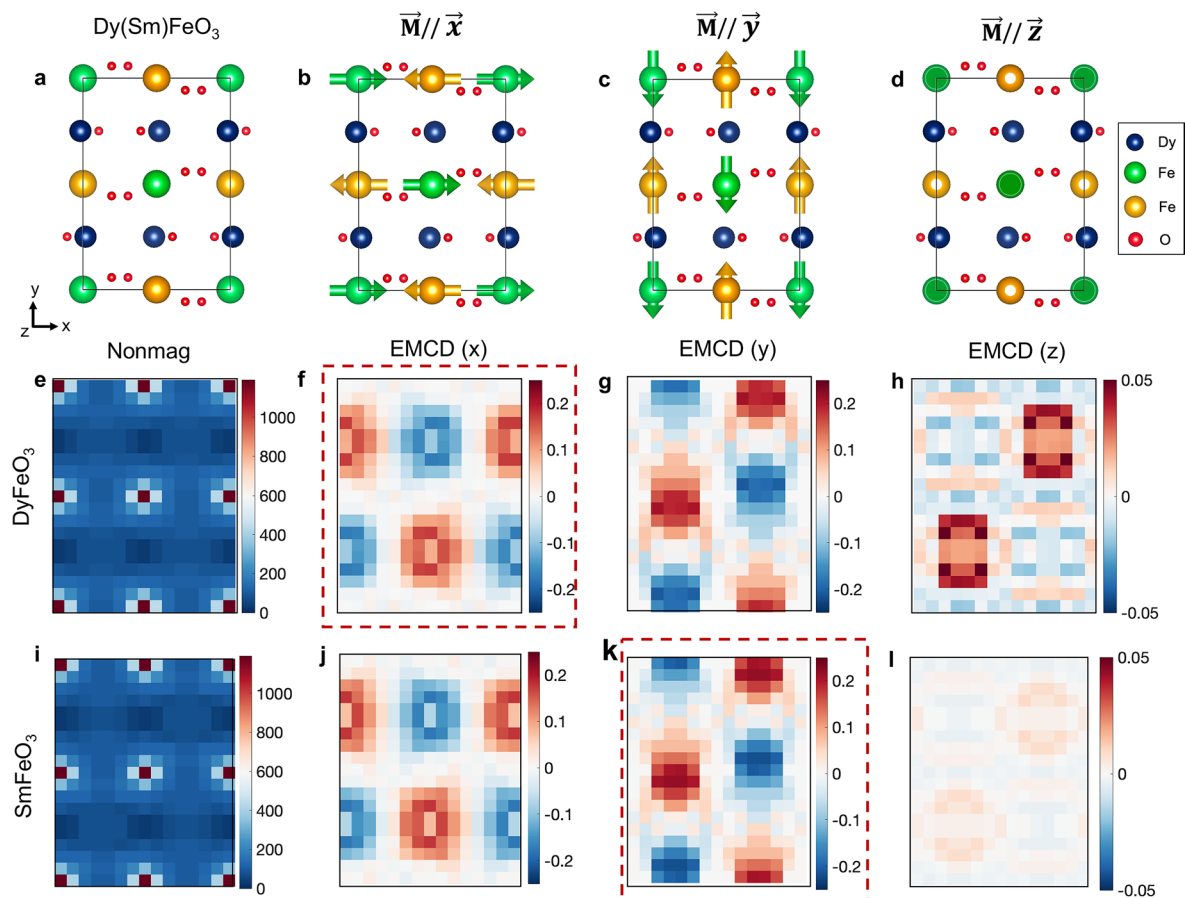 Dy(Sm)FeO₃
M⃗// x⃗
M⃗// y⃗
M⃗// z⃗
a
b
c
d
Dy
Fe
Fe
O
y
z
x
Nonmag
EMCD (x)
EMCD (y)
EMCD (z)
e
f
g
h
DyFeO₃
1000
800
600
400
200
0
0.2
0.1
0
-0.1
-0.2
0.2
0.1
0
-0.1
-0.2
0.05
0
-0.05
i
j
k
l
SmFeO₃
1000
800
600
400
200
0
0.2
0.1
0
-0.1
-0.2
0.2
0.1
0
-0.1
-0.2
0.05
0
-0.05